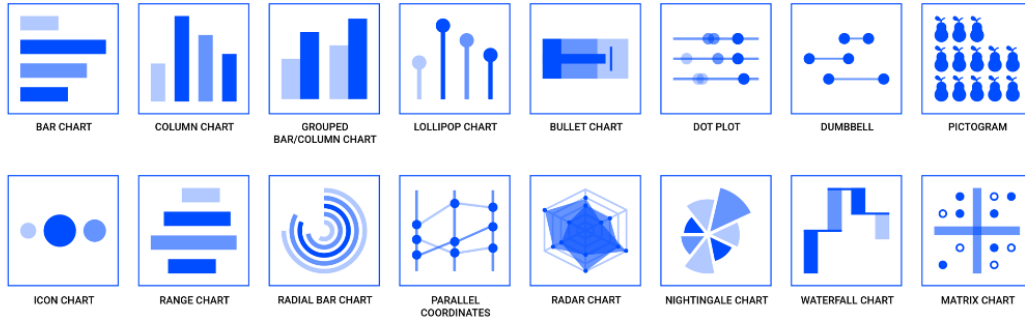 BAR CHART
COLUMN CHART
GROUPED
BAR/COLUMN CHART
LOLLIPOP CHART
BULLET CHART
DOT PLOT
DUMBBELL
PICTOGRAM
ICON CHART
RANGE CHART
RADIAL BAR CHART
PARALLEL
COORDINATES
RADAR CHART
NIGHTINGALE CHART
WATERFALL CHART
MATRIX CHART